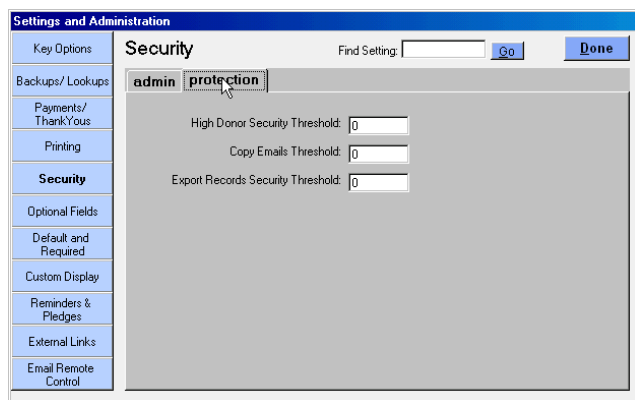 Settings and Administration
Key Options
Backups/ Lookups
Payments/
ThankYous
Printing
Security
Optional Fields
Default and
Required
Custom Display
Reminders &
Pledges
External Links
Email Remote
Control
Security
Find Setting:
Go
Done
admin protection
High Donor Security Threshold: 0
Copy Emails Threshold: 0
Export Records Security Threshold: 0